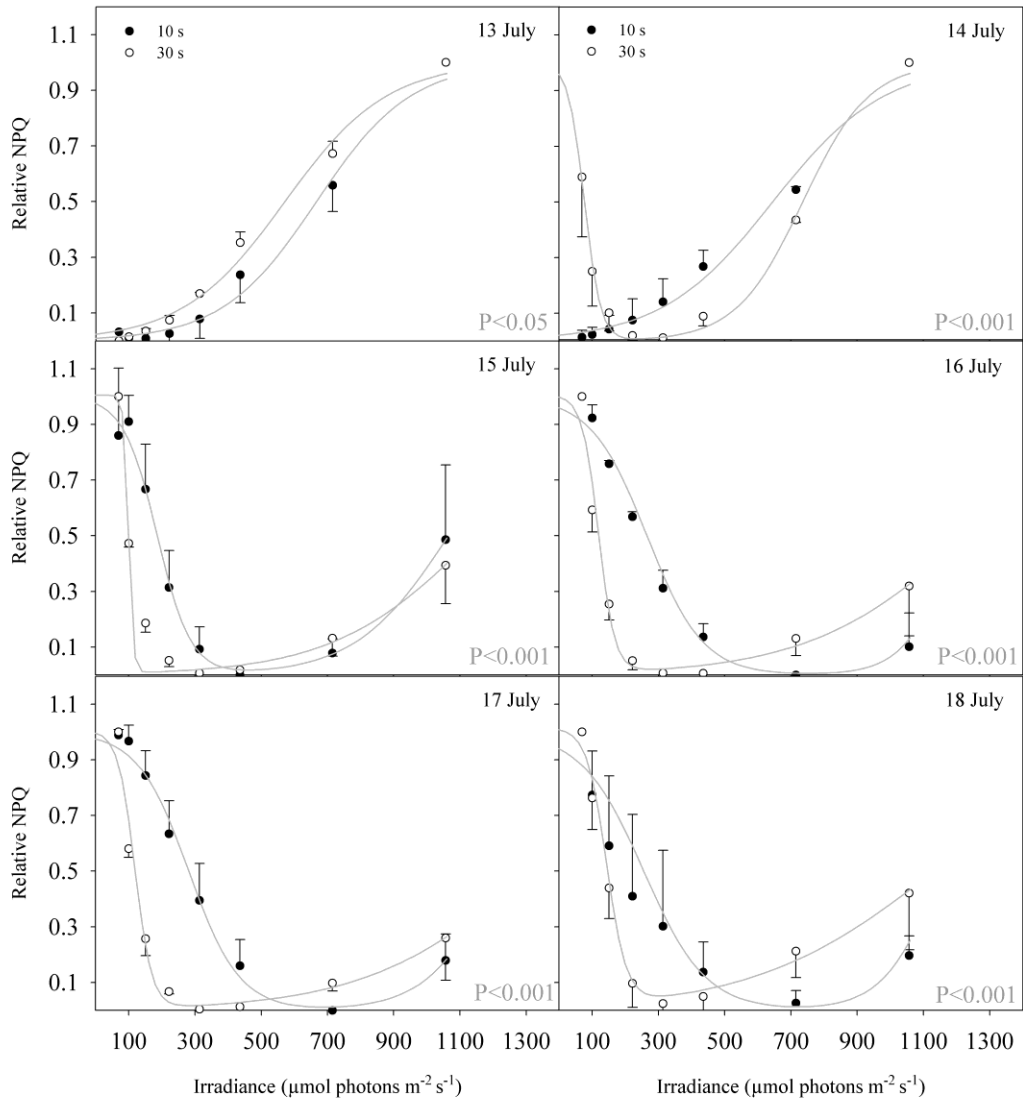 1.1
0.9
0.7
0.5
0.3
0.1
Relative NPQ
10 s
30 s
13 July
P<0.05
10 s
30 s
14 July
P<0.001
1.1
0.9
0.7
0.5
0.3
0.1
Relative NPQ
15 July
P<0.001
16 July
P<0.001
1.1
0.9
0.7
0.5
0.3
0.1
Relative NPQ
17 July
P<0.001
18 July
P<0.001
100 300 500 700 900 1100 1300
100 300 500 700 900 1100 1300
Irradiance (µmol photons m⁻² s⁻¹)
Irradiance (µmol photons m⁻² s⁻¹)